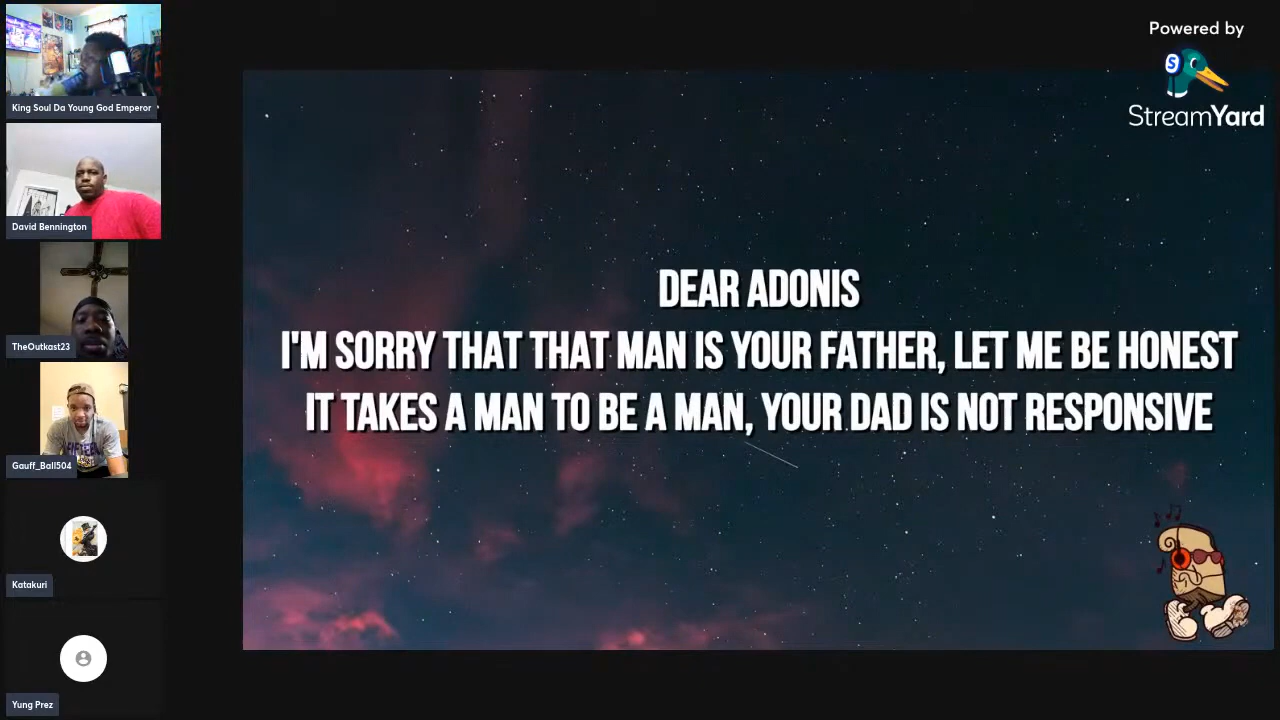 King Soul Da Young God Emperor
David Bennington
TheOutkast23
Gauff_Ball504
Katakuri
Yung Prez
Powered by
S
StreamYard
DEAR ADONIS
I'M SORRY THAT THAT MAN IS YOUR FATHER, LET ME BE HONEST
IT TAKES A MAN TO BE A MAN, YOUR DAD IS NOT RESPONSIVE